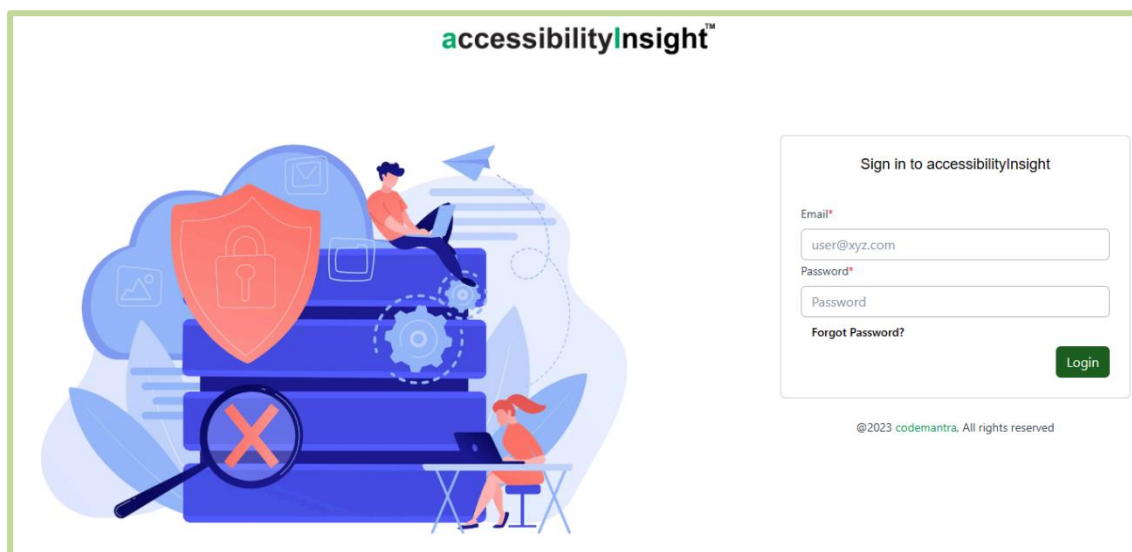 accessibilityInsight™
Sign in to accessibilityInsight
Email*
user@xyz.com
Password*
Password
Forgot Password?
Login
@2023 codemantra, All rights reserved